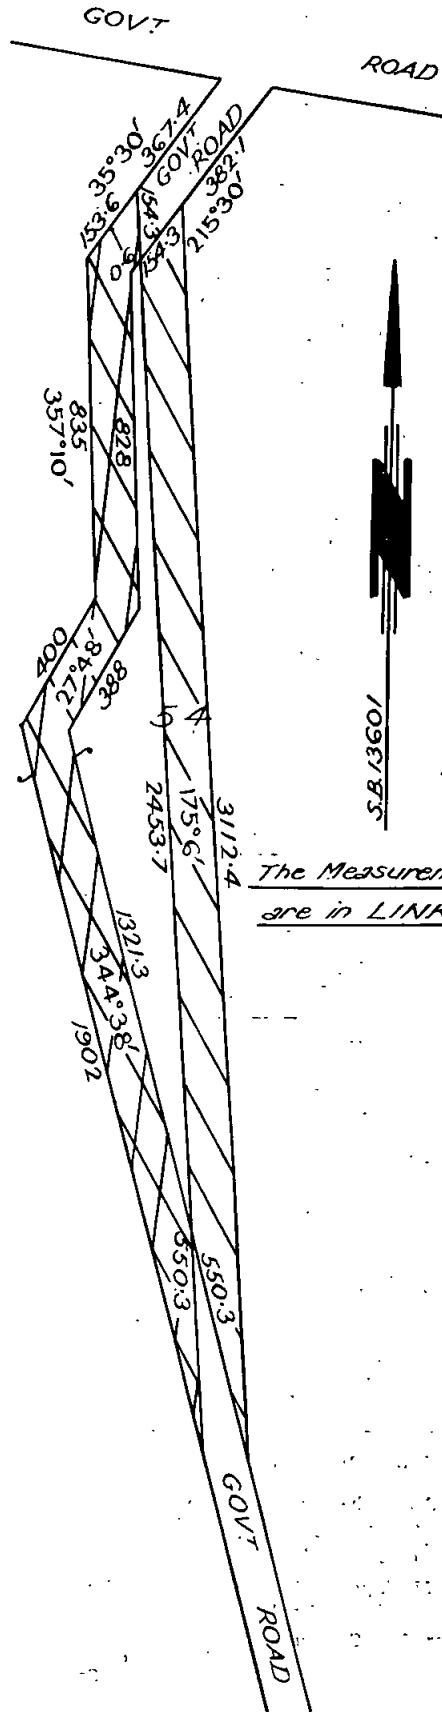 GOVT
ROAD
35°30'
367.4
GOVT
ROAD
382.1
215°30'
153.6
154.3
154.3
0.6
835
357°10'
828
400
27°48'
388
54
2453.7
175°6'
3112.4
S.B.13601
The Measurem
are in LINK
1321.3
344°38'
1902
550.3
550.3
GOVT
ROAD